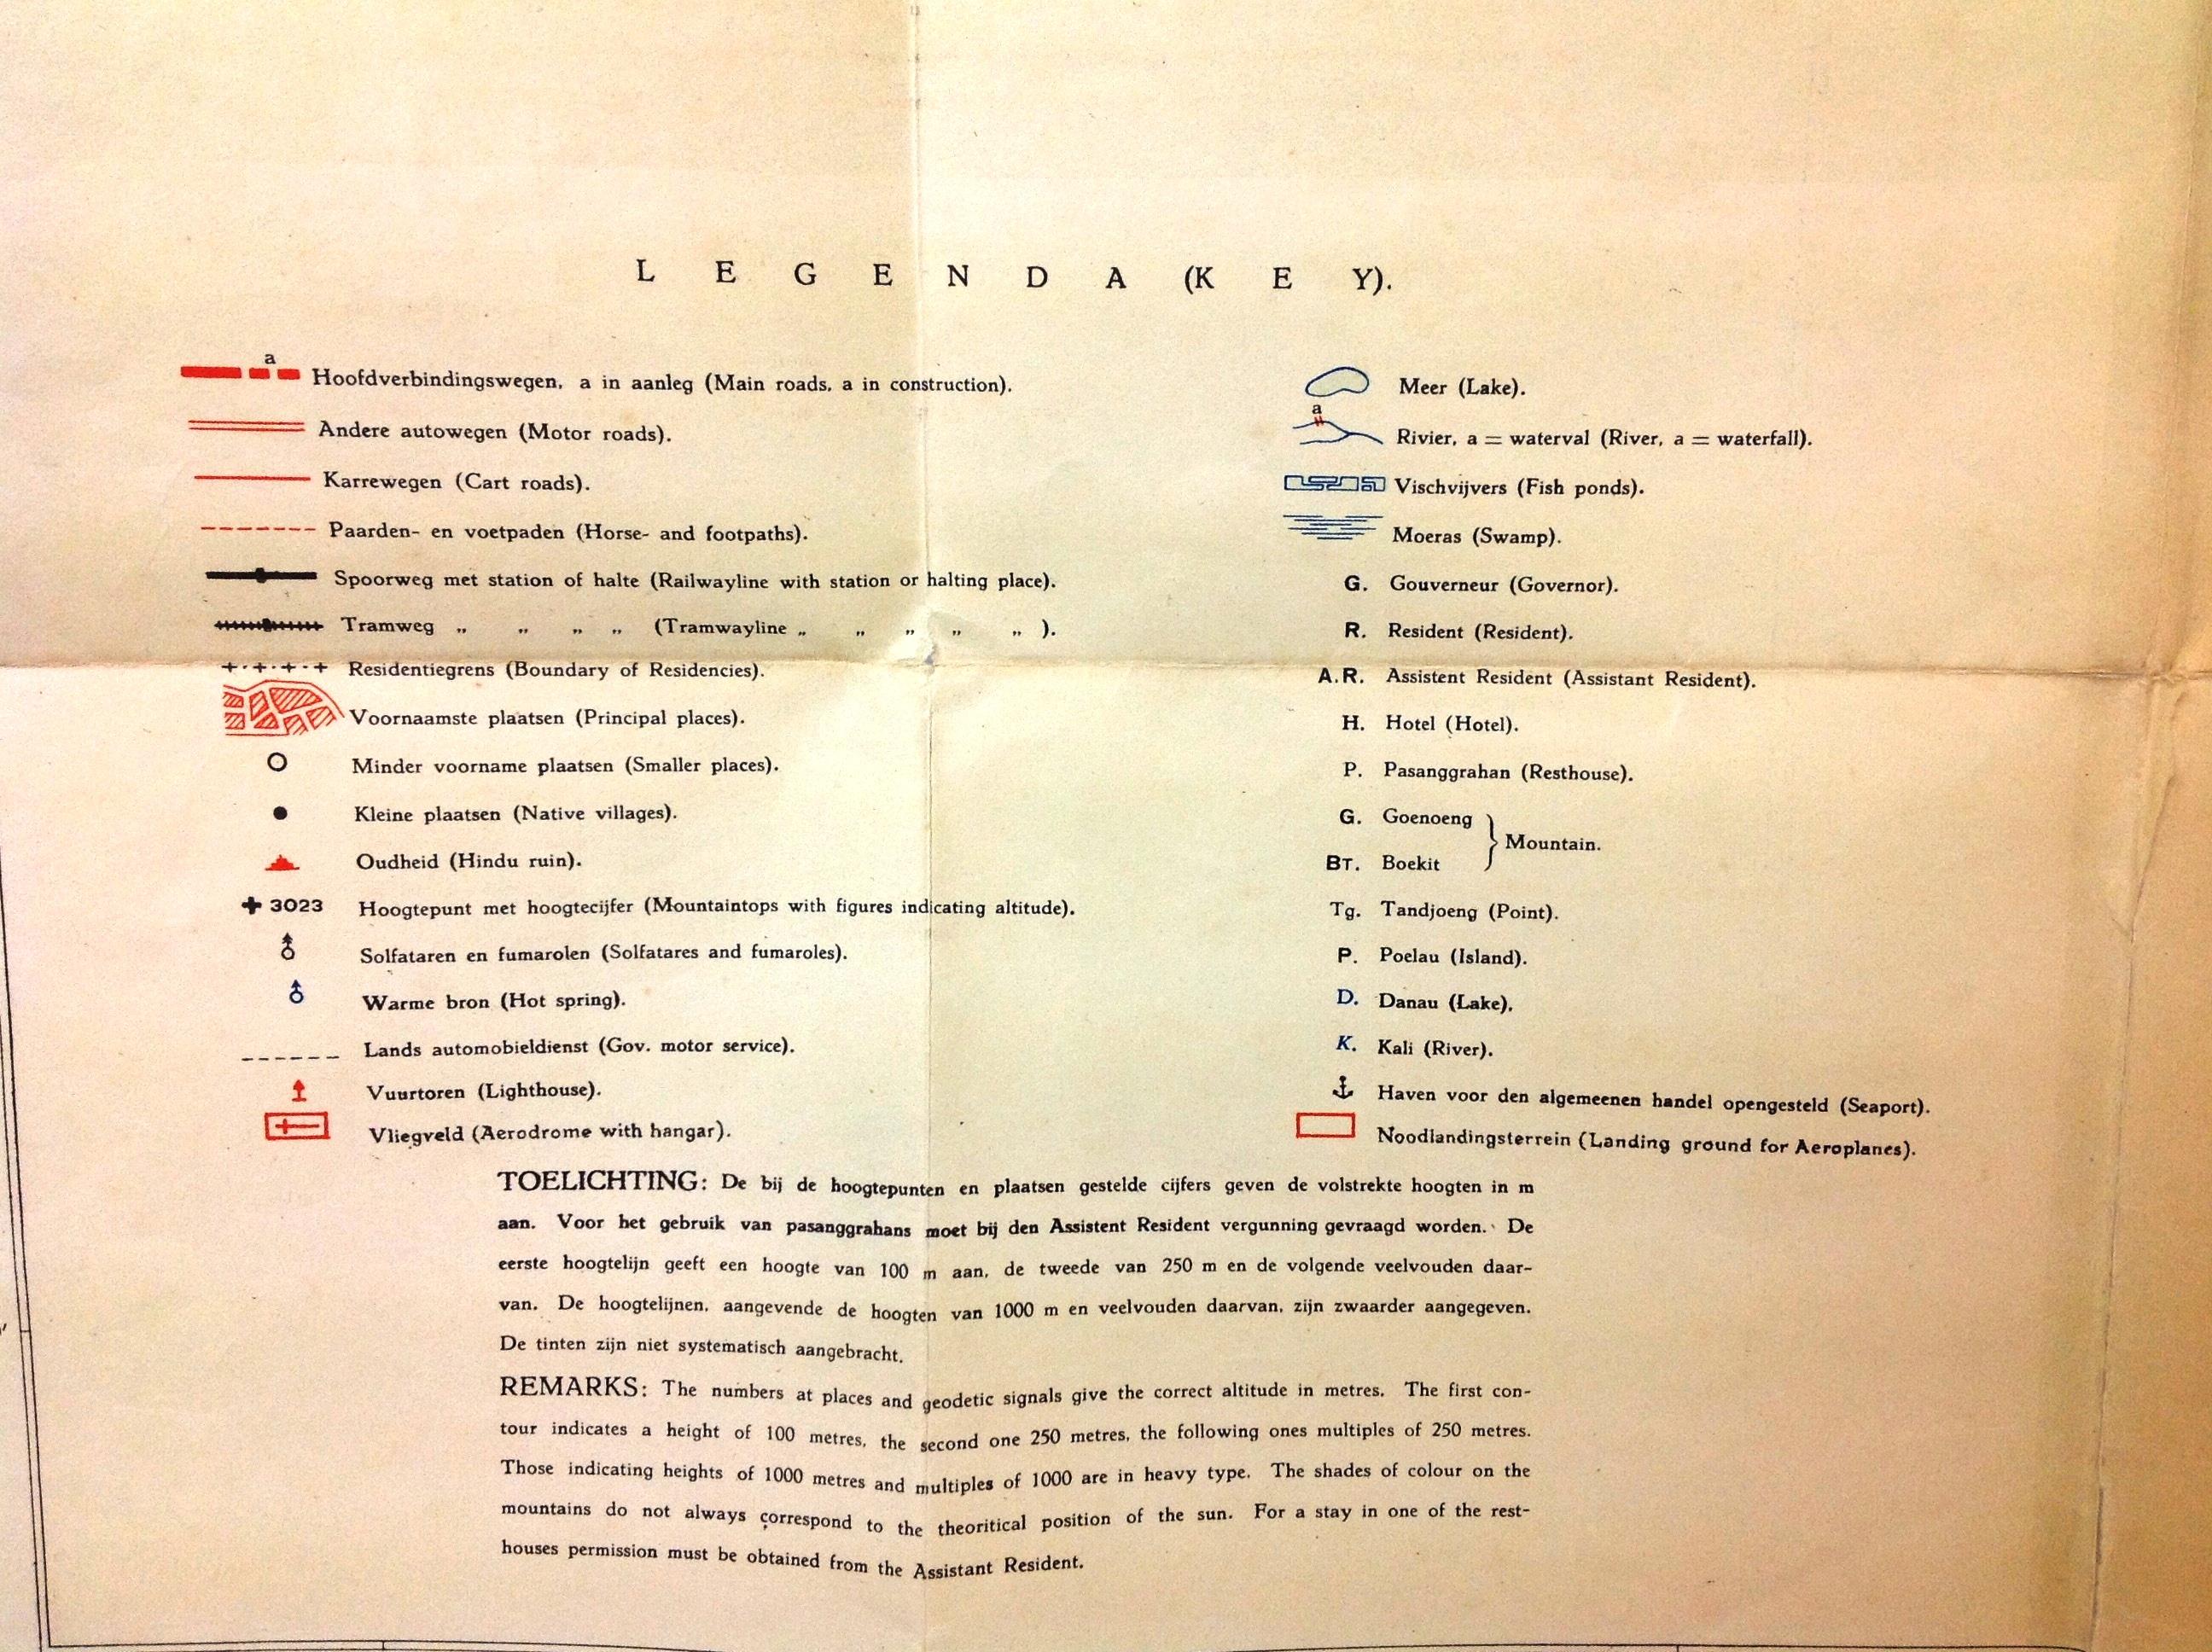 LEGENDA (KEY).
a
Hoofdverbindingswegen, a in aanleg (Main roads, a in construction).
Andere autowegen (Motor roads).
Karrewegen (Cart roads).
Paarden- en voetpaden (Horse- and footpaths).
Spoorweg met station of halte (Railwayline with station or halting place).
Tramweg „ „ „ „ (Tramwayline „ „ „ „ „ ).
Residentiegrens (Boundary of Residencies).
Voornaamste plaatsen (Principal places).
Minder voorname plaatsen (Smaller places).
Kleine plaatsen (Native villages).
Oudheid (Hindu ruin).
3023 Hoogtepunt met hoogtecijfer (Mountaintops with figures indicating altitude).
Solfataren en fumarolen (Solfatares and fumaroles).
Warme bron (Hot spring).
Lands automobieldienst (Gov. motor service).
Vuurtoren (Lighthouse).
Vliegveld (Aerodrome with hangar).
Meer (Lake).
a
Rivier, a = waterval (River, a = waterfall).
Vischvijvers (Fish ponds).
Moeras (Swamp).
G. Gouverneur (Governor).
R. Resident (Resident).
A.R. Assistent Resident (Assistant Resident).
H. Hotel (Hotel).
P. Pasanggrahan (Resthouse).
G. Goenoeng
Mountain.
BT. Boekit
Tg. Tandjoeng (Point).
P. Poelau (Island).
D. Danau (Lake).
K. Kali (River).
Haven voor den algemeenen handel opengesteld (Seaport).
Noodlandingsterrein (Landing ground for Aeroplanes).
TOELICHTING: De bij de hoogtepunten en plaatsen gestelde cijfers geven de volstrekte hoogten in m
aan. Voor het gebruik van pasanggrahans moet bij den Assistent Resident vergunning gevraagd worden. De
eerste hoogtelijn geeft een hoogte van 100 m aan, de tweede van 250 m en de volgende veelvouden daar-
van. De hoogtelijnen, aangevende de hoogten van 1000 m en veelvouden daarvan, zijn zwaarder aangegeven.
De tinten zijn niet systematisch aangebracht.
REMARKS: The numbers at places and geodetic signals give the correct altitude in metres. The first con-
tour indicates a height of 100 metres, the second one 250 metres, the following ones multiples of 250 metres.
Those indicating heights of 1000 metres and multiples of 1000 are in heavy type. The shades of colour on the
mountains do not always correspond to the theoritical position of the sun. For a stay in one of the rest-
houses permission must be obtained from the Assistant Resident.